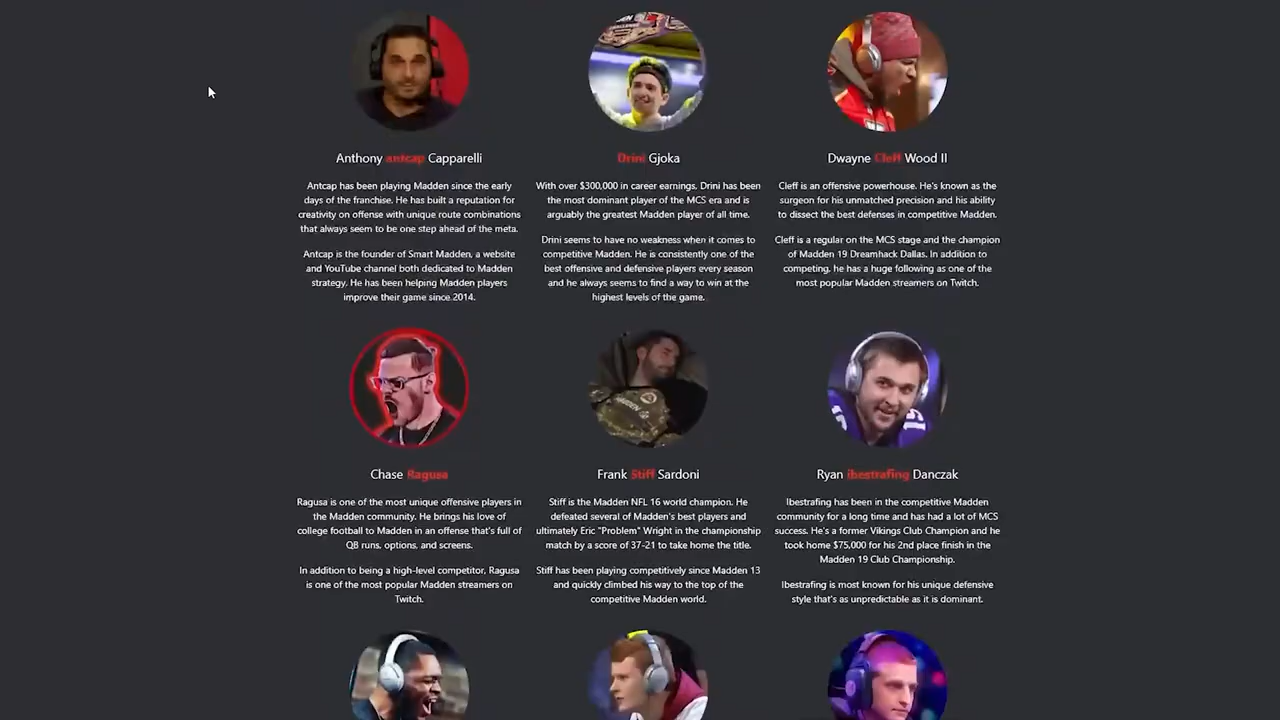 Anthony antcap Capparelli
Antcap has been playing Madden since the early
days of the franchise. He has built a reputation for
creativity on offense with unique route combinations
that always seem to be one step ahead of the meta.
Antcap is the founder of Smart Madden, a website
and YouTube channel both dedicated to Madden
strategy. He has been helping Madden players
improve their game since 2014.
Drini Gjoka
With over $300,000 in career earnings, Drini has been
the most dominant player of the MCS era and is
arguably the greatest Madden player of all time.
Drini seems to have no weakness when it comes to
competitive Madden. He is consistently one of the
best offensive and defensive players every season
and he always seems to find a way to win at the
highest levels of the game.
Dwayne Cleff Wood II
Cleff is an offensive powerhouse. He's known as the
surgeon for his unmatched precision and his ability
to dissect the best defenses in competitive Madden.
Cleff is a regular on the MCS stage and the champion
of Madden 19 Dreamhack Dallas. In addition to
competing, he has a huge following as one of the
most popular Madden streamers on Twitch.
Chase Ragusa
Ragusa is one of the most unique offensive players in
the Madden community. He brings his love of
college football to Madden in an offense that's full of
QB runs, options, and screens.
In addition to being a high-level competitor, Ragusa
is one of the most popular Madden streamers on
Twitch.
Frank Stiff Sardoni
Stiff is the Madden NFL 16 world champion. He
defeated several of Madden's best players and
ultimately Eric "Problem" Wright in the championship
match by a score of 37-21 to take home the title.
Stiff has been playing competitively since Madden 13
and quickly climbed his way to the top of the
competitive Madden world.
Ryan ibestrafing Danczak
Ibestrafing has been in the competitive Madden
community for a long time and has had a lot of MCS
success. He's a former Vikings Club Champion and he
took home $75,000 for his 2nd place finish in the
Madden 19 Club Championship.
Ibestrafing is most known for his unique defensive
style that's as unpredictable as it is dominant.